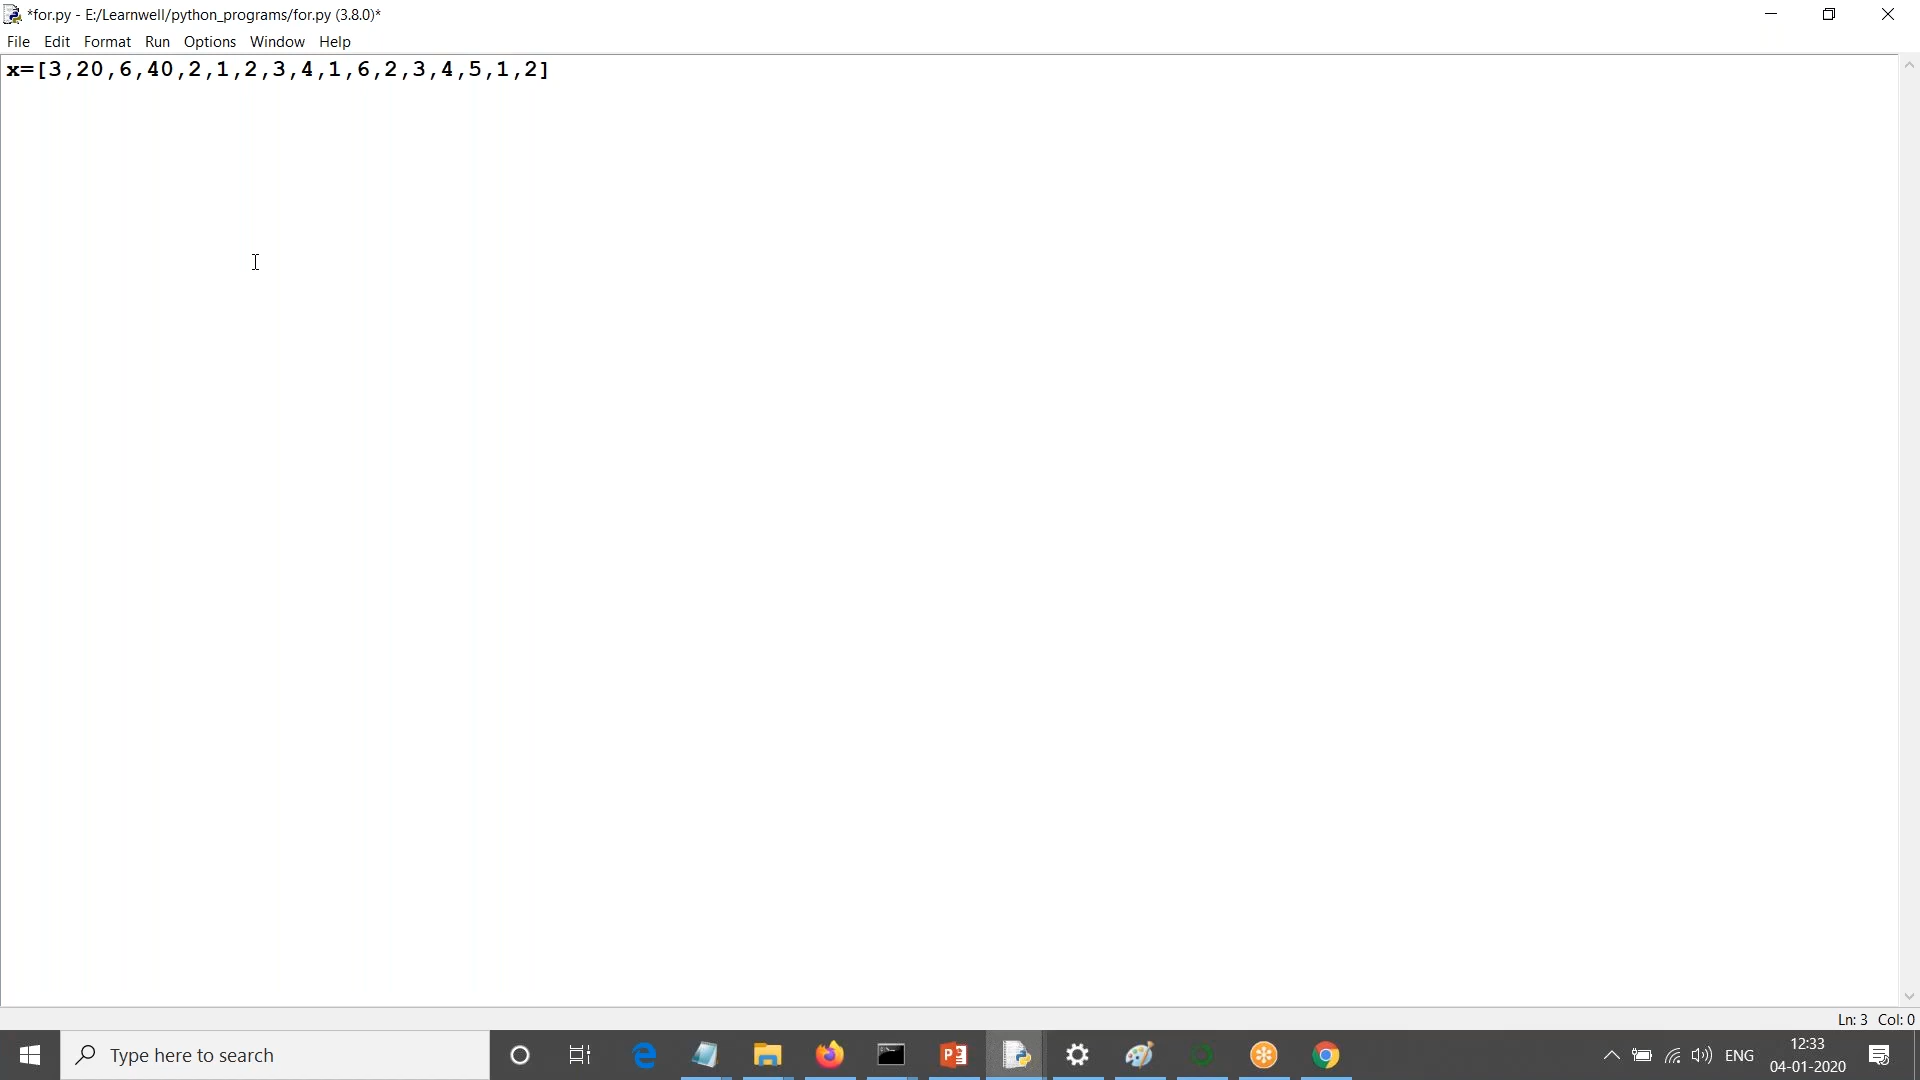 *for.py - E:/Learnwell/python_programs/for.py (3.8.0)*
File Edit Format Run Options Window Help
x=[3,20,6,40,2,1,2,3,4,1,6,2,3,4,5,1,2]
Ln: 3 Col: 0
Type here to search
ENG
12:33
04-01-2020